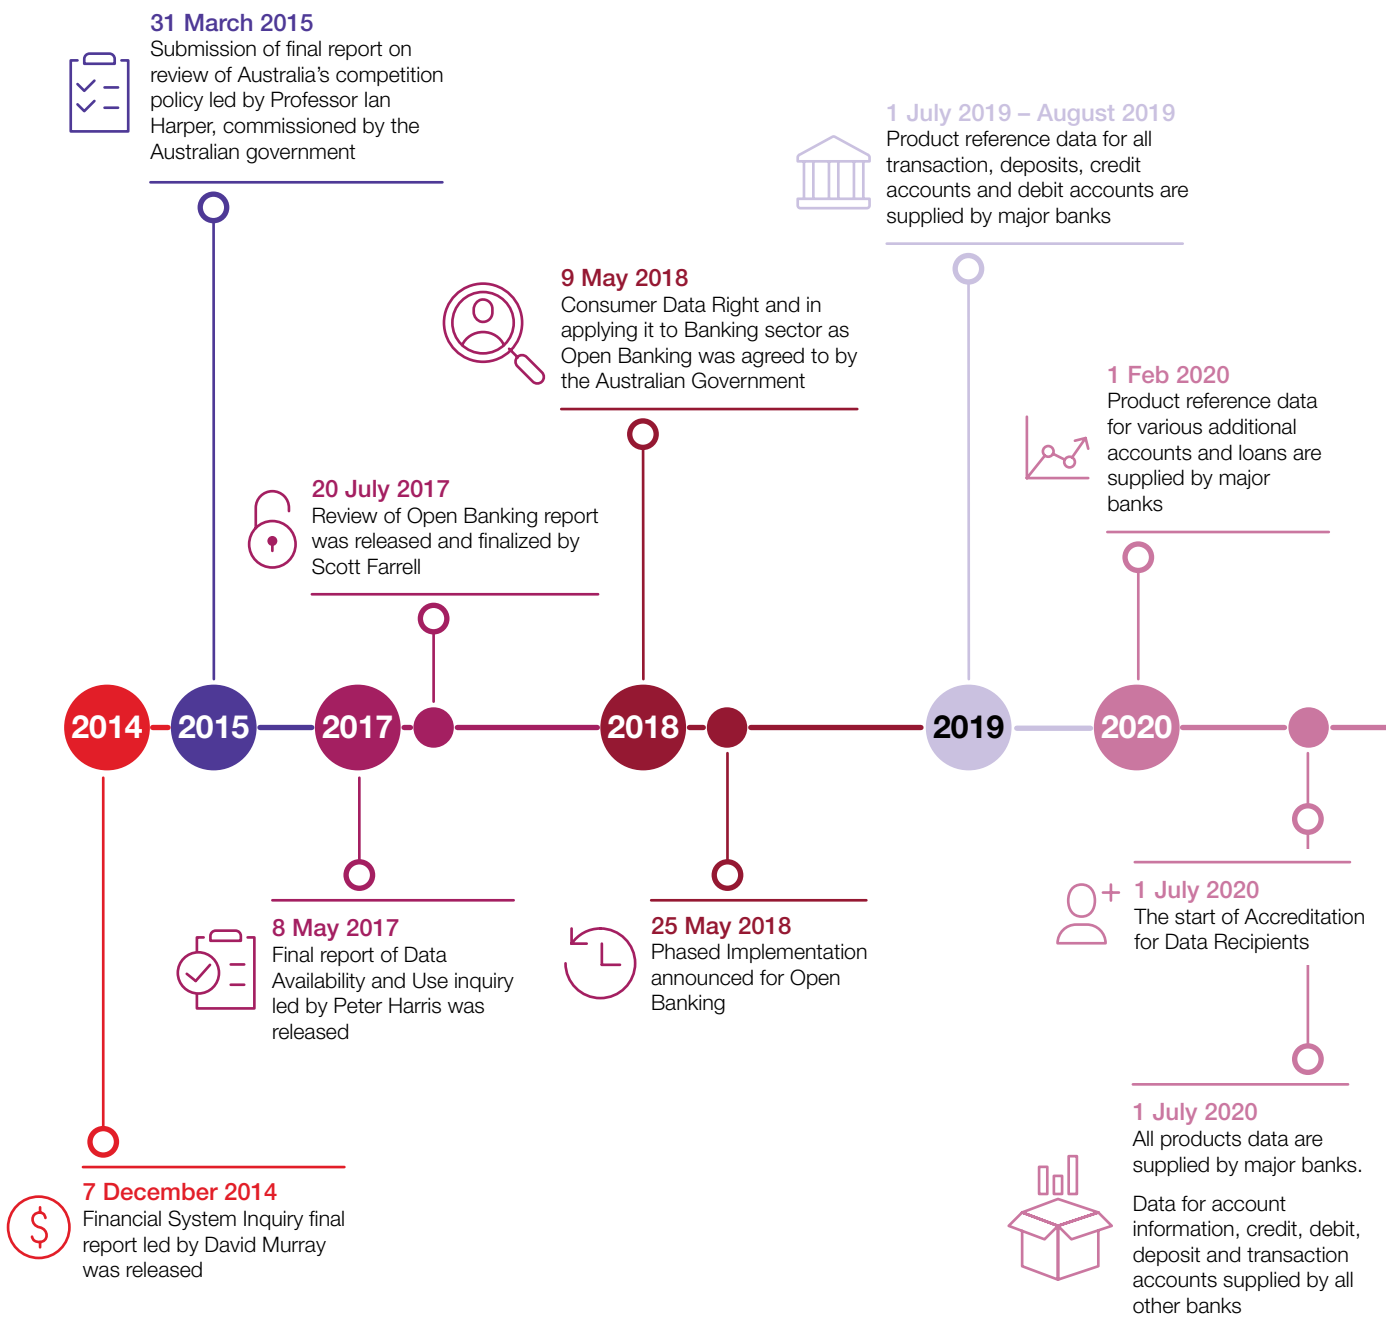 31 March 2015
Submission of final report on
review of Australia's competition
policy led by Professor Ian
Harper, commissioned by the
Australian government
1 July 2019 – August 2019
Product reference data for all
transaction, deposits, credit
accounts and debit accounts are
supplied by major banks
9 May 2018
Consumer Data Right and in
applying it to Banking sector as
Open Banking was agreed to by
the Australian Government
1 Feb 2020
Product reference data
for various additional
accounts and loans are
supplied by major
banks
20 July 2017
Review of Open Banking report
was released and finalized by
Scott Farrell
2014
2015
2017
2018
2019
2020
8 May 2017
Final report of Data
Availability and Use inquiry
led by Peter Harris was
released
25 May 2018
Phased Implementation
announced for Open
Banking
1 July 2020
The start of Accreditation
for Data Recipients
1 July 2020
All products data are
supplied by major banks.
Data for account
information, credit, debit,
deposit and transaction
accounts supplied by all
other banks
$
7 December 2014
Financial System Inquiry final
report led by David Murray
was released